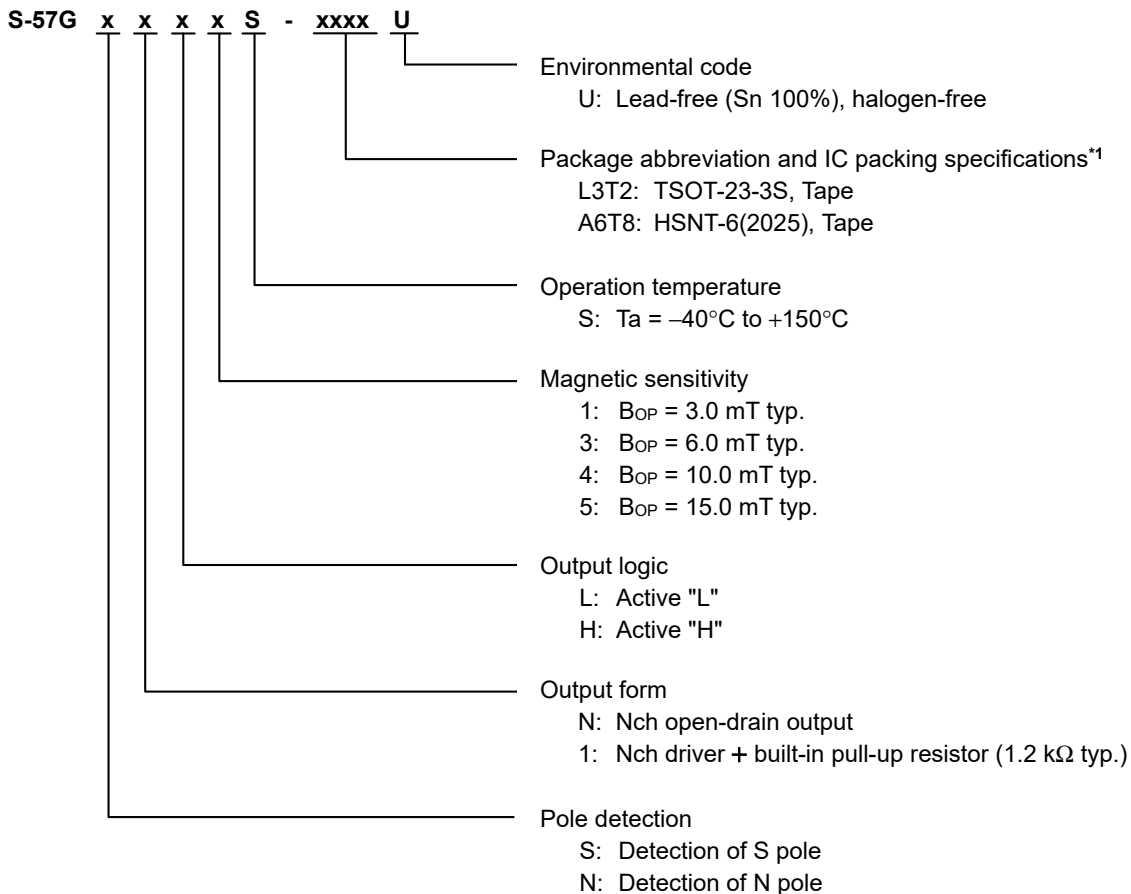 S-57G x x x x S - xxxx U
Environmental code
U: Lead-free (Sn 100%), halogen-free
Package abbreviation and IC packing specifications*1
L3T2: TSOT-23-3S, Tape
A6T8: HSNT-6(2025), Tape
Operation temperature
S: Ta = −40°C to +150°C
Magnetic sensitivity
1: BOP = 3.0 mT typ.
3: BOP = 6.0 mT typ.
4: BOP = 10.0 mT typ.
5: BOP = 15.0 mT typ.
Output logic
L: Active "L"
H: Active "H"
Output form
N: Nch open-drain output
1: Nch driver + built-in pull-up resistor (1.2 kΩ typ.)
Pole detection
S: Detection of S pole
N: Detection of N pole